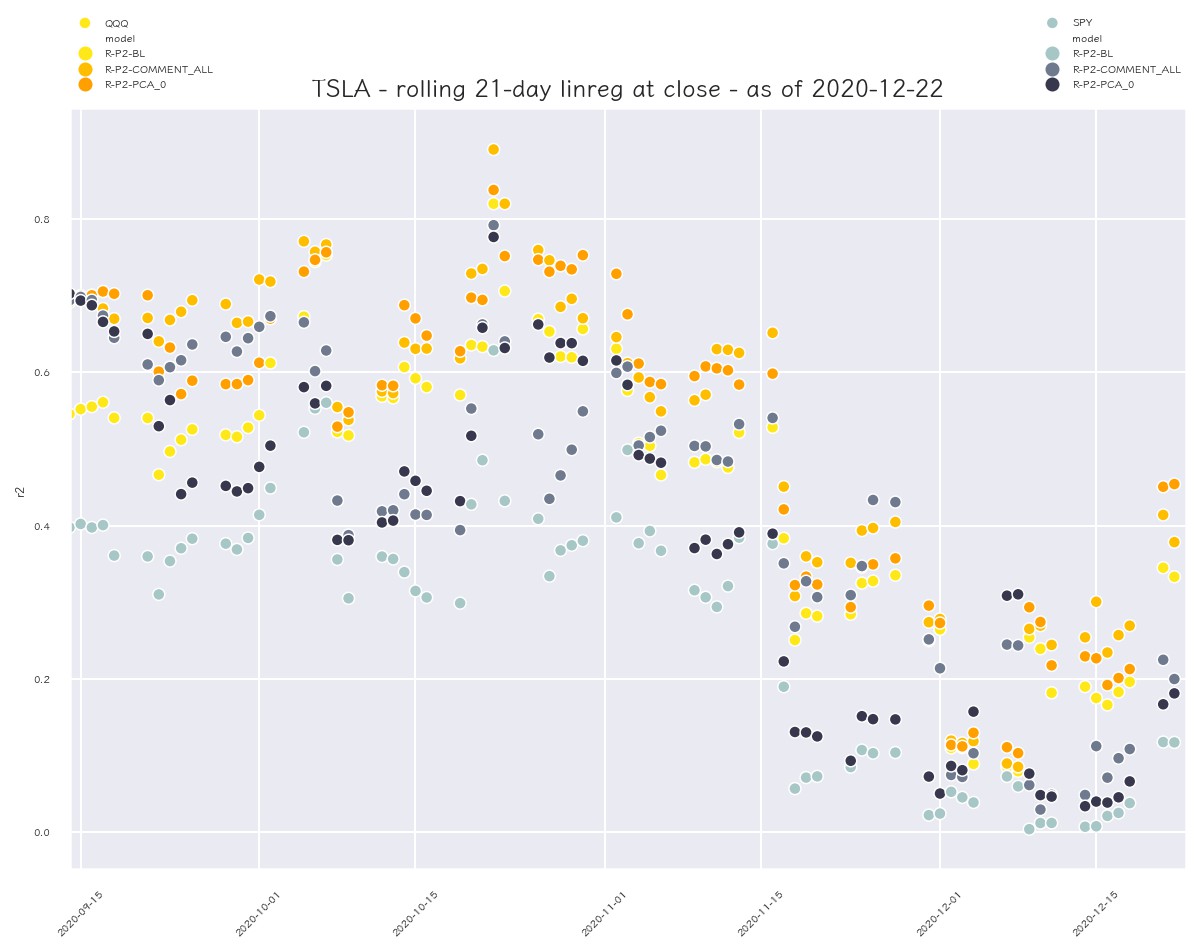 QQQ
model
R-P2-BL
R-P2-COMMENT_ALL
R-P2-PCA_0
SPY
model
R-P2-BL
R-P2-COMMENT_ALL
R-P2-PCA_0
TSLA - rolling 21-day linreg at close - as of 2020-12-22
0.8
0.6
0.4
0.2
0.0
r2
2020-09-15
2020-10-01
2020-10-15
2020-11-01
2020-11-15
2020-12-01
2020-12-15